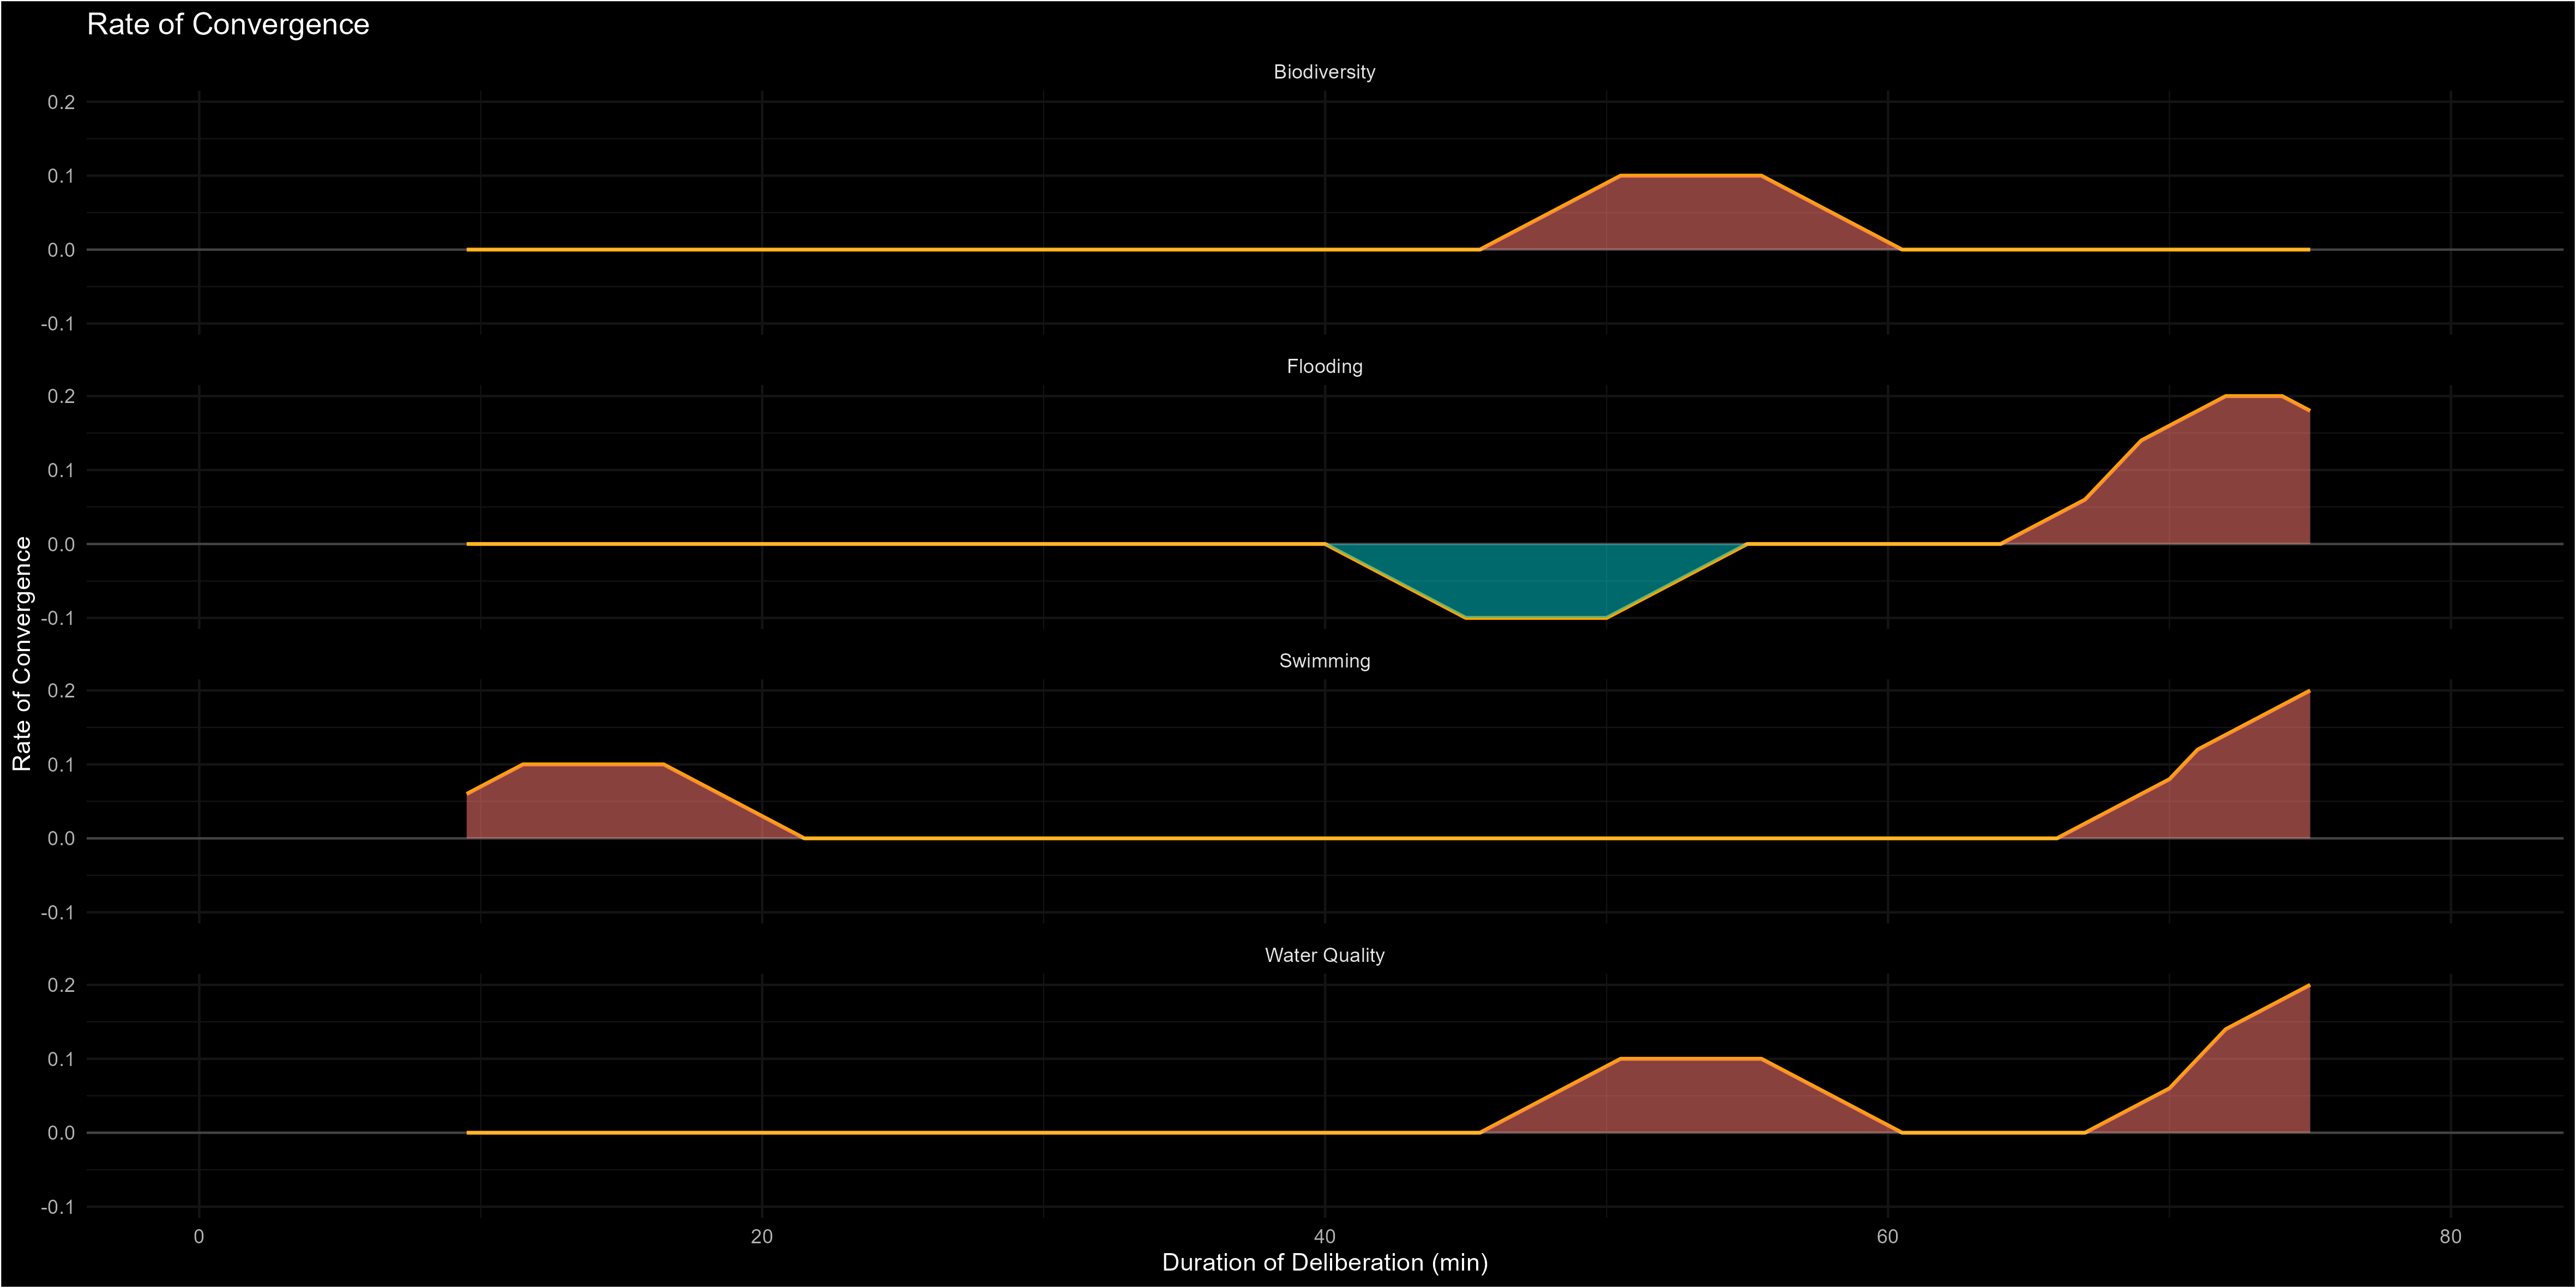 Rate of Convergence
Biodiversity
0.2
0.1
0.0
-0.1
Flooding
0.2
0.1
0.0
-0.1
Swimming
0.2
0.1
0.0
-0.1
Water Quality
0.2
0.1
0.0
-0.1
Rate of Convergence
0 20 40 60 80
Duration of Deliberation (min)